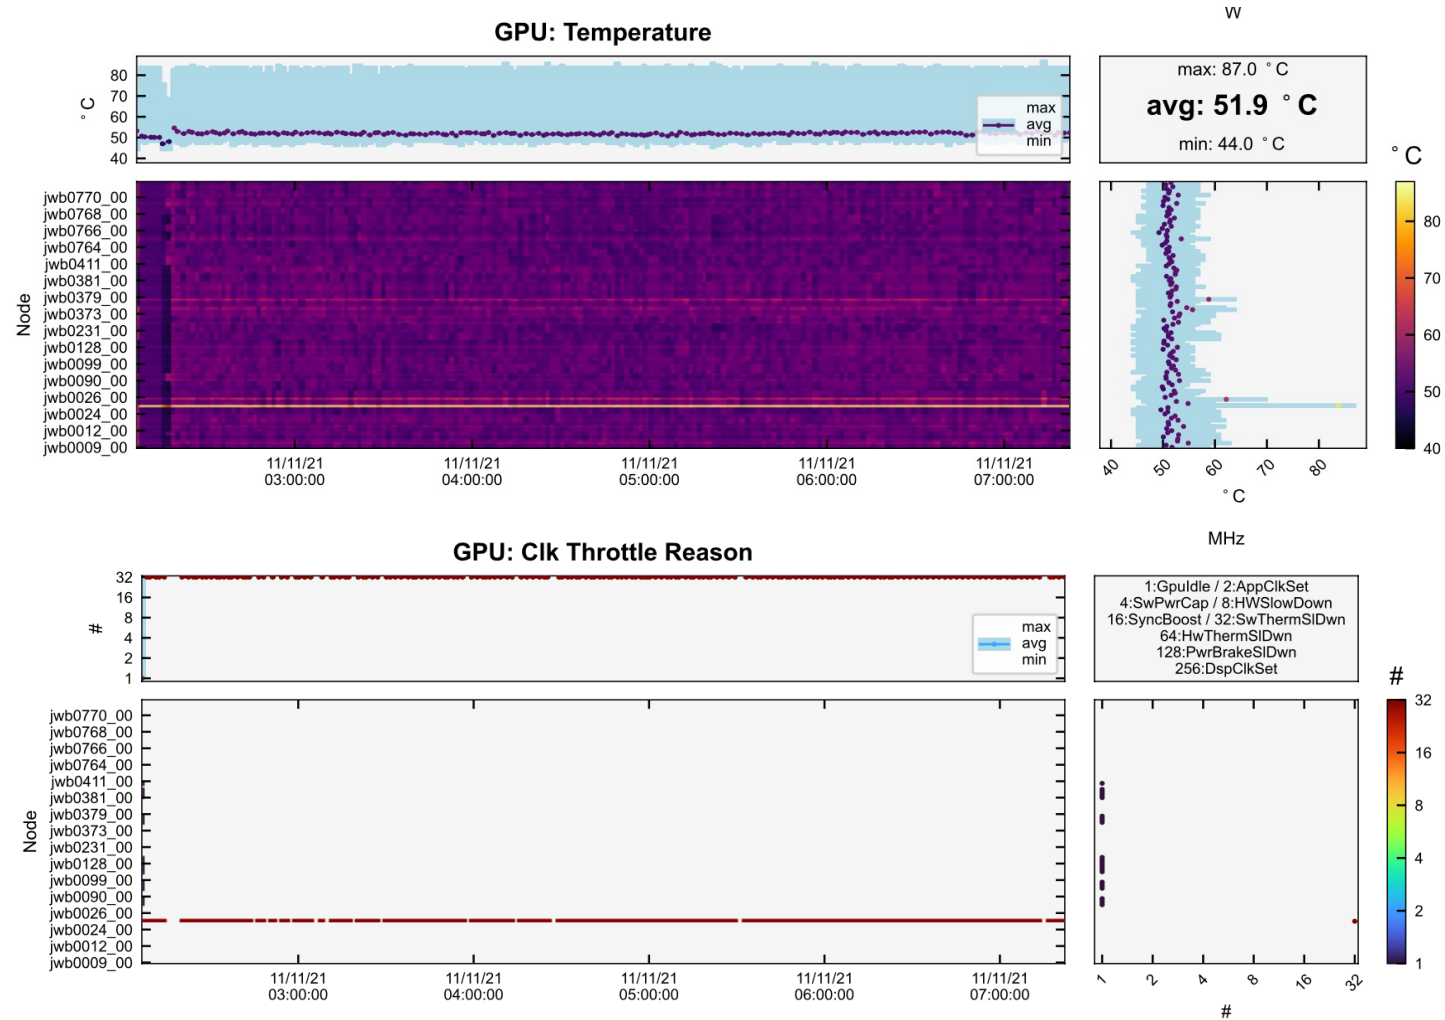 W
GPU: Temperature
80
70
60
50
40
°C
max
avg
min
max: 87.0 °C
avg: 51.9 °C
min: 44.0 °C
°C
Node
jwb0770_00
jwb0768_00
jwb0766_00
jwb0764_00
jwb0411_00
jwb0381_00
jwb0379_00
jwb0373_00
jwb0231_00
jwb0128_00
jwb0099_00
jwb0090_00
jwb0026_00
jwb0024_00
jwb0012_00
jwb0009_00
11/11/21 11/11/21 11/11/21 11/11/21 11/11/21
03:00:00 04:00:00 05:00:00 06:00:00 07:00:00
40 50 60 70 80
°C
80
70
60
50
40
MHz
GPU: Clk Throttle Reason
32
16
8
4
2
1
#
max
avg
min
1:GpuIdle / 2:AppClkSet
4:SwPwrCap / 8:HWSlowDown
16:SyncBoost / 32:SwThermSlDwn
64:HwThermSlDwn
128:PwrBrakeSlDwn
256:DspClkSet
#
Node
jwb0770_00
jwb0768_00
jwb0766_00
jwb0764_00
jwb0411_00
jwb0381_00
jwb0379_00
jwb0373_00
jwb0231_00
jwb0128_00
jwb0099_00
jwb0090_00
jwb0026_00
jwb0024_00
jwb0012_00
jwb0009_00
11/11/21 11/11/21 11/11/21 11/11/21 11/11/21
03:00:00 04:00:00 05:00:00 06:00:00 07:00:00
1 2 4 8 16 32
#
32
16
8
4
2
1